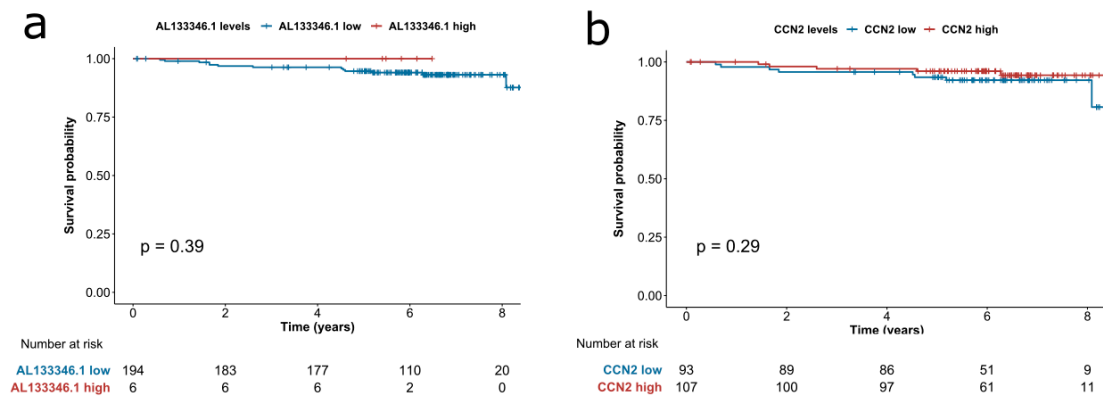 a
AL133346.1 levels AL133346.1 low AL133346.1 high
Survival probability
1.00
0.75
0.50
0.25
0.00
p = 0.39
0 2 4 6 8
Time (years)
Number at risk
AL133346.1 low 194 183 177 110 20
AL133346.1 high 6 6 6 2 0
b
CCN2 levels CCN2 low CCN2 high
Survival probability
1.00
0.75
0.50
0.25
0.00
p = 0.29
0 2 4 6 8
Time (years)
Number at risk
CCN2 low 93 89 86 51 9
CCN2 high 107 100 97 61 11